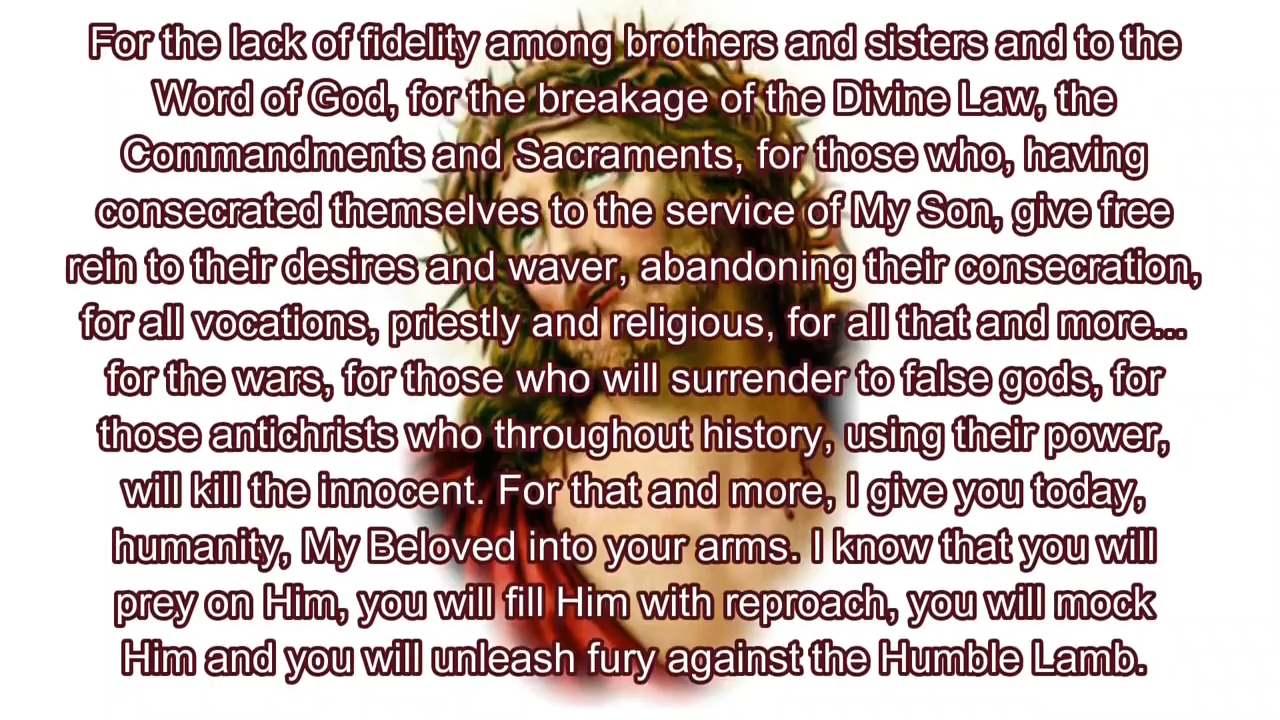 For the lack of fidelity among brothers and sisters and to the
Word of God, for the breakage of the Divine Law, the
Commandments and Sacraments, for those who, having
consecrated themselves to the service of My Son, give free
rein to their desires and waver, abandoning their consecration,
for all vocations, priestly and religious, for all that and more...
for the wars, for those who will surrender to false gods, for
those antichrists who throughout history, using their power,
will kill the innocent. For that and more, I give you today,
humanity, My Beloved into your arms. I know that you will
prey on Him, you will fill Him with reproach, you will mock
Him and you will unleash fury against the Humble Lamb.